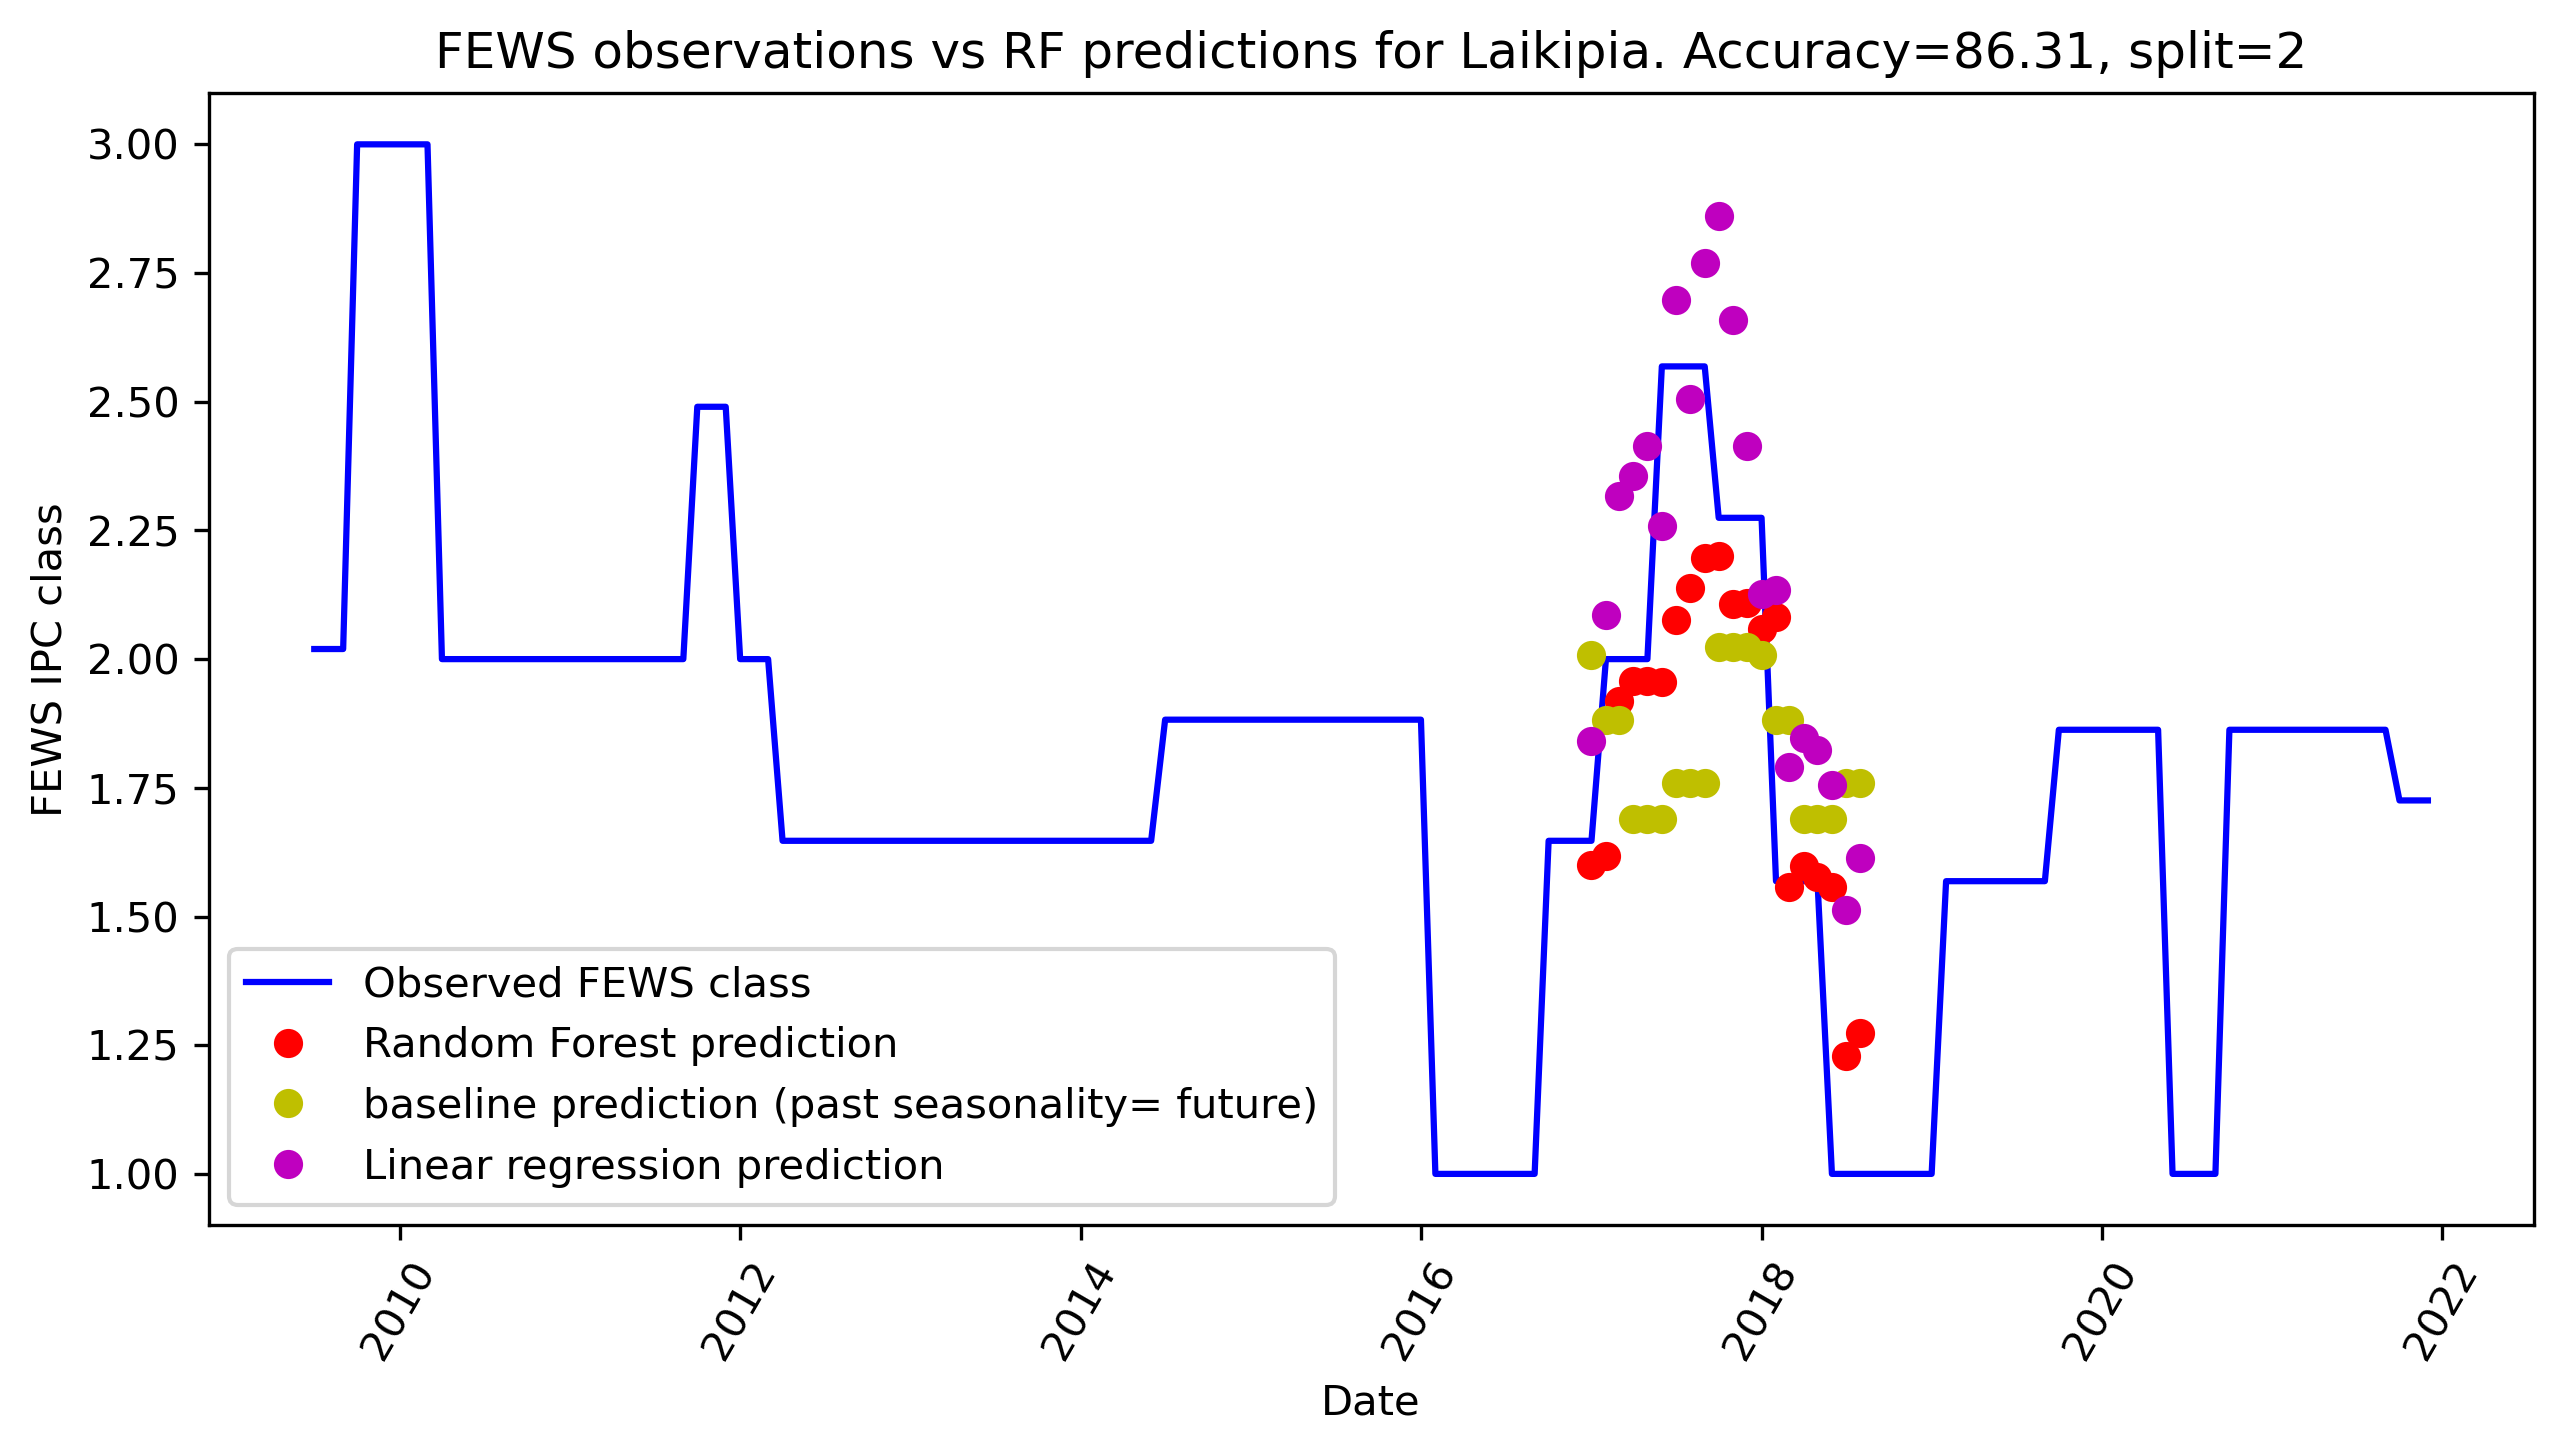 FEWS observations vs RF predictions for Laikipia. Accuracy=86.31, split=2
FEWS IPC class
3.00
2.75
2.50
2.25
2.00
1.75
1.50
1.25
1.00
Observed FEWS class
Random Forest prediction
baseline prediction (past seasonality= future)
Linear regression prediction
2010
2012
2014
2016
2018
2020
2022
Date